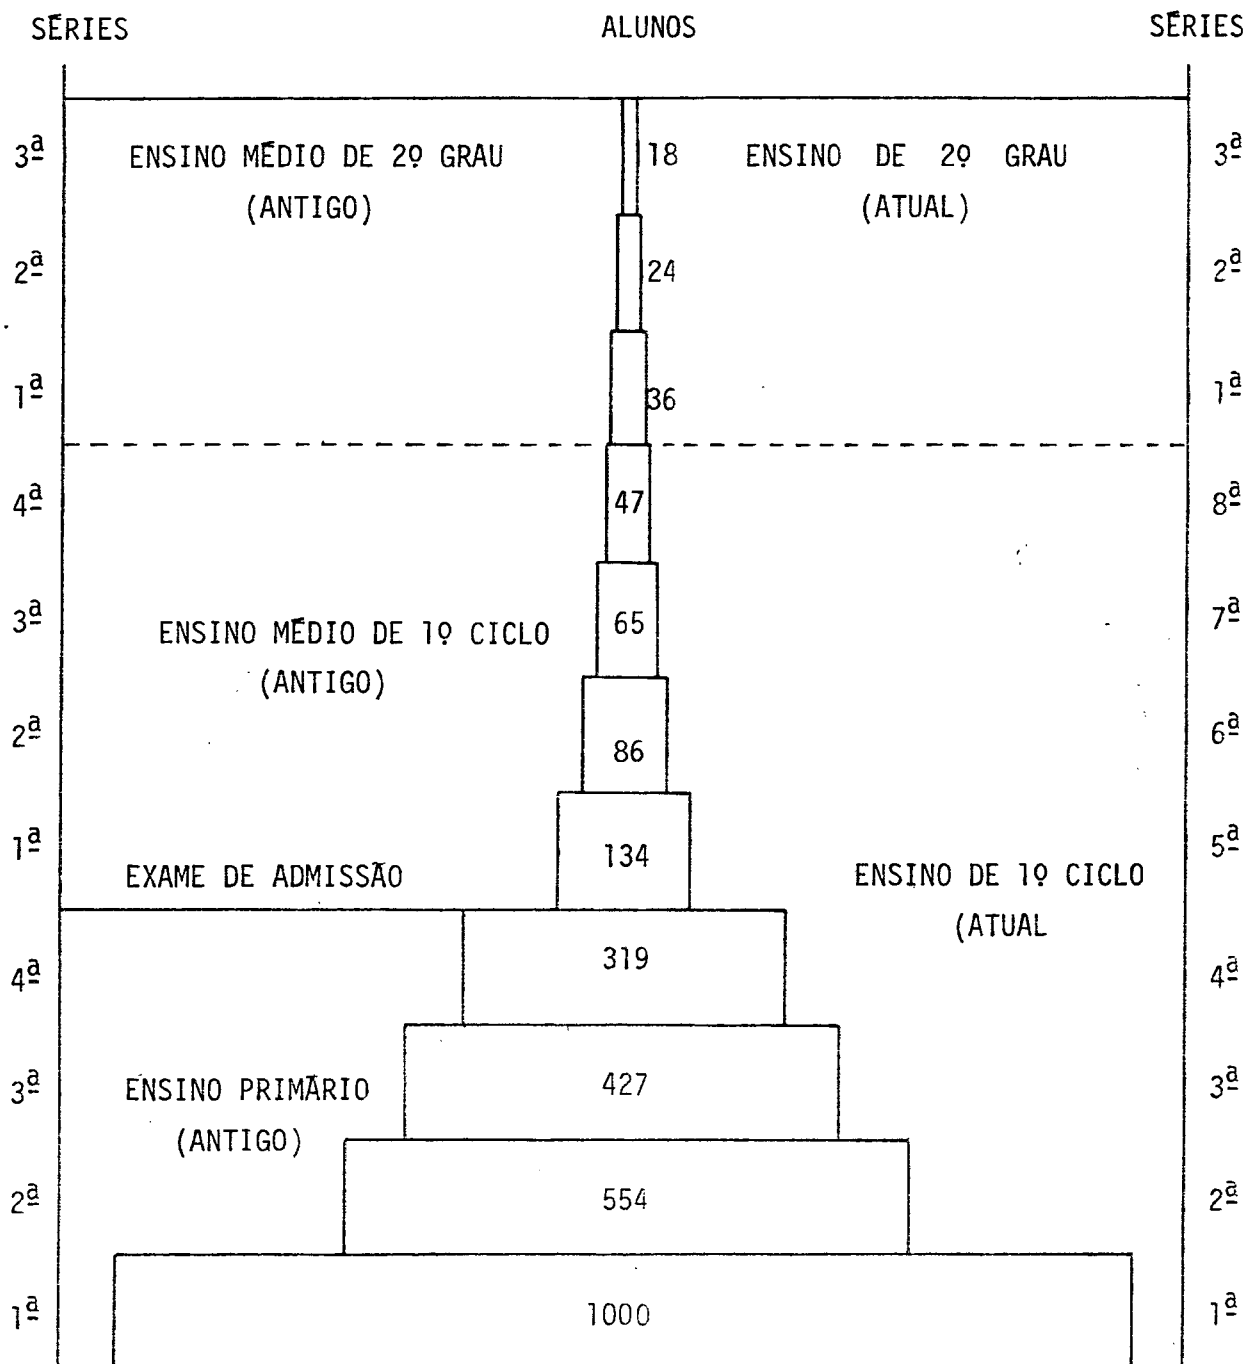 SÉRIES ALUNOS SÉRIES
3ª ENSINO MÉDIO DE 2º GRAU 18 ENSINO DE 2º GRAU 3ª
(ANTIGO) (ATUAL)
2ª 24 2ª
1ª 36 1ª
4ª 47 8ª
3ª 65 7ª
ENSINO MÉDIO DE 1º CICLO
(ANTIGO)
2ª 86 6ª
1ª 134 5ª
EXAME DE ADMISSÃO ENSINO DE 1º CICLO
(ATUAL
4ª 319 4ª
3ª ENSINO PRIMÁRIO 427 3ª
(ANTIGO)
2ª 554 2ª
1ª 1000 1ª